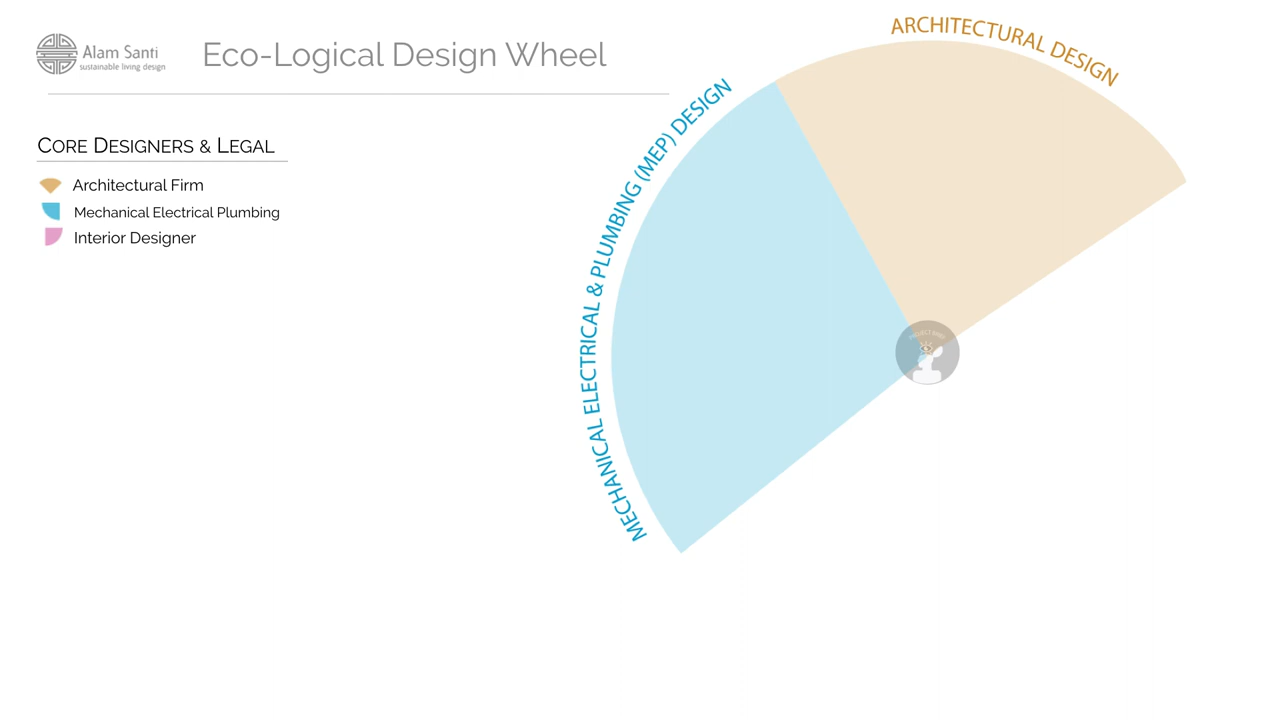 Alam Santi
sustainable living design
Eco-Logical Design Wheel
CORE DESIGNERS & LEGAL
Architectural Firm
Mechanical Electrical Plumbing
Interior Designer
ARCHITECTURAL DESIGN
MECHANICAL ELECTRICAL & PLUMBING (MEP) DESIGN